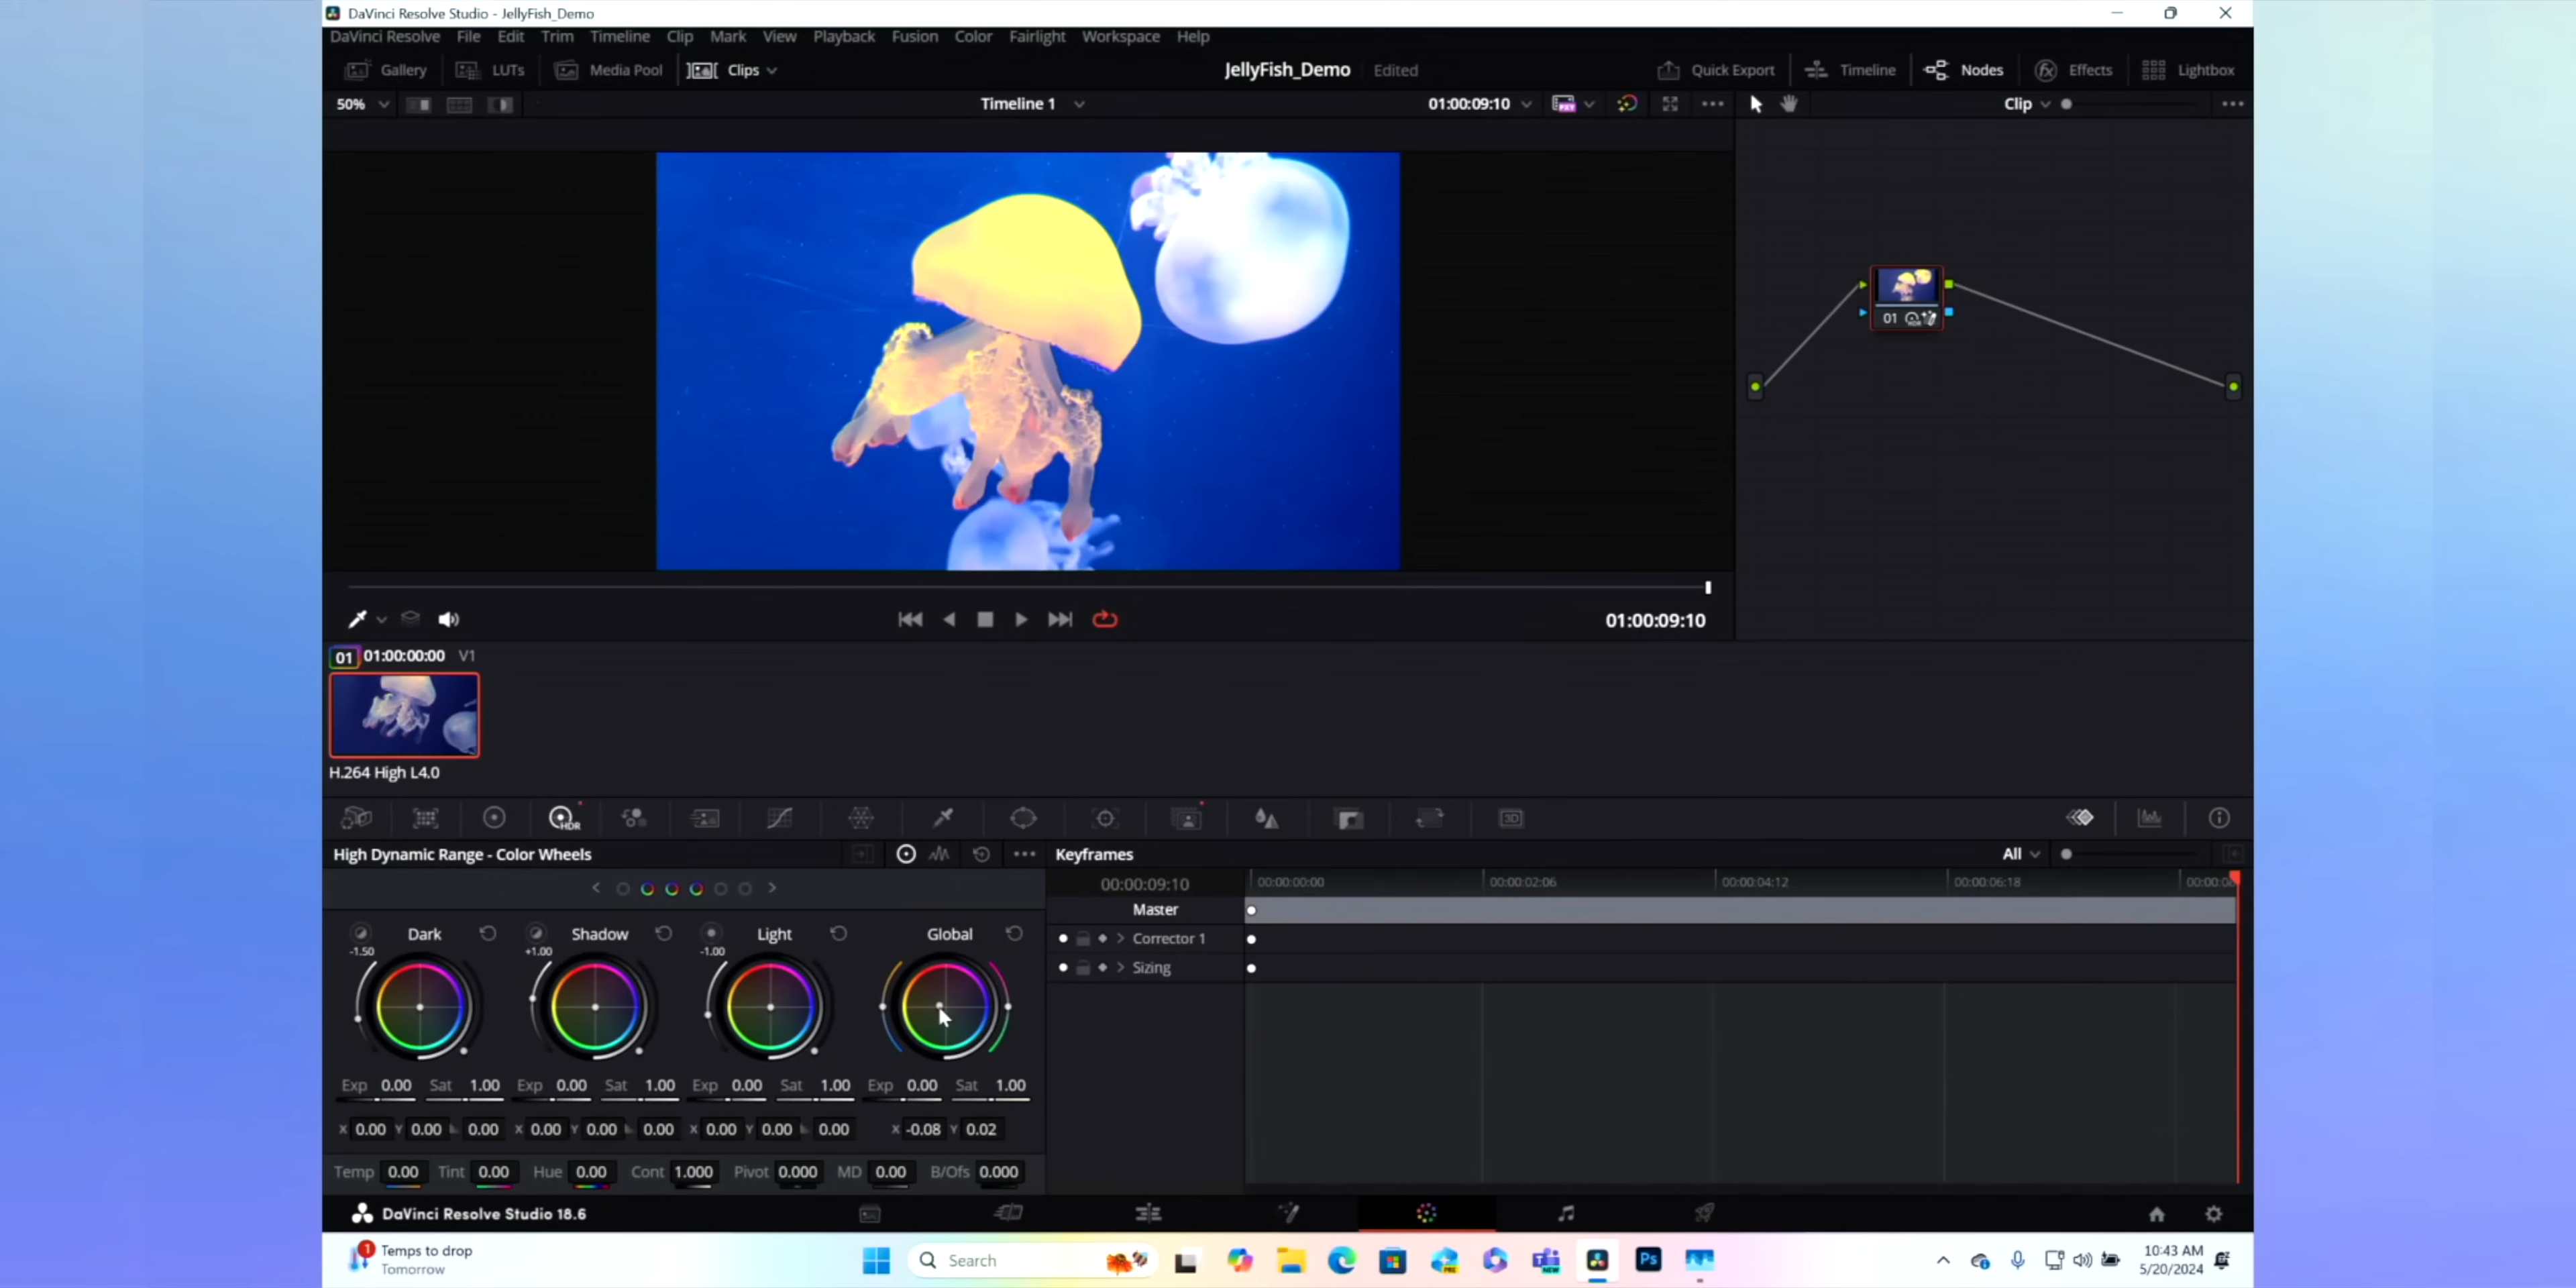 DaVinci Resolve Studio - JellyFish_Demo
DaVinci Resolve File Edit Trim Timeline Clip Mark View Playback Fusion Color Fairlight Workspace Help
Gallery LUTs Media Pool Clips JellyFish_Demo Edited Quick Export Timeline Nodes Effects Lightbox
50% Timeline 1 01:00:09:10 Clip
01
01:00:09:10
01 01:00:00:00 V1
H.264 High L4.0
HDR 3D
High Dynamic Range - Color Wheels Keyframes All
00:00:09:10 00:00:00:00 00:00:02:06 00:00:04:12 00:00:06:18
Master
Dark Shadow Light Global Corrector 1
-1.50 +1.00 -1.00
Sizing
Exp 0.00 Sat 1.00 Exp 0.00 Sat 1.00 Exp 0.00 Sat 1.00 Exp 0.00 Sat 1.00
X 0.00 Y 0.00 0.00 X 0.00 Y 0.00 0.00 X 0.00 Y 0.00 0.00 X -0.08 Y 0.02
Temp 0.00 Tint 0.00 Hue 0.00 Cont 1.000 Pivot 0.000 MD 0.00 B/Ofs 0.000
DaVinci Resolve Studio 18.6
1 Temps to drop
Tomorrow
Search PRE NEW Ps
10:43 AM
5/20/2024